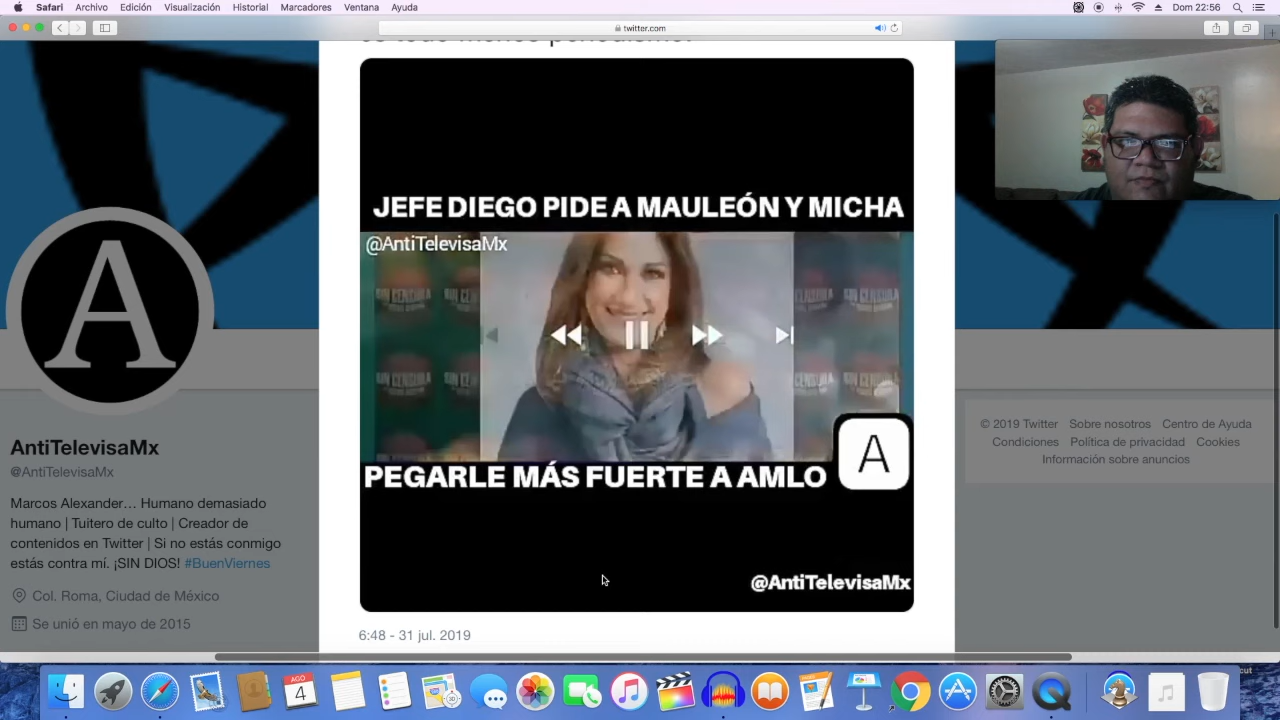 Safari Archivo Edición Visualización Historial Marcadores Ventana Ayuda
Dom 22:56
twitter.com
JEFE DIEGO PIDE A MAULEÓN Y MICHA
@AntiTelevisaMx
SIN CENSURA
PEGARLE MÁS FUERTE A AMLO
A
@AntiTelevisaMx
6:48 - 31 jul. 2019
A
AntiTelevisaMx
@AntiTelevisaMx
Marcos Alexander… Humano demasiado
humano | Tuitero de culto | Creador de
contenidos en Twitter | Si no estás conmigo
estás contra mí. ¡SIN DIOS! #BuenViernes
Col. Roma, Ciudad de México
Se unió en mayo de 2015
© 2019 Twitter Sobre nosotros Centro de Ayuda
Condiciones Política de privacidad Cookies
Información sobre anuncios
AGO
4